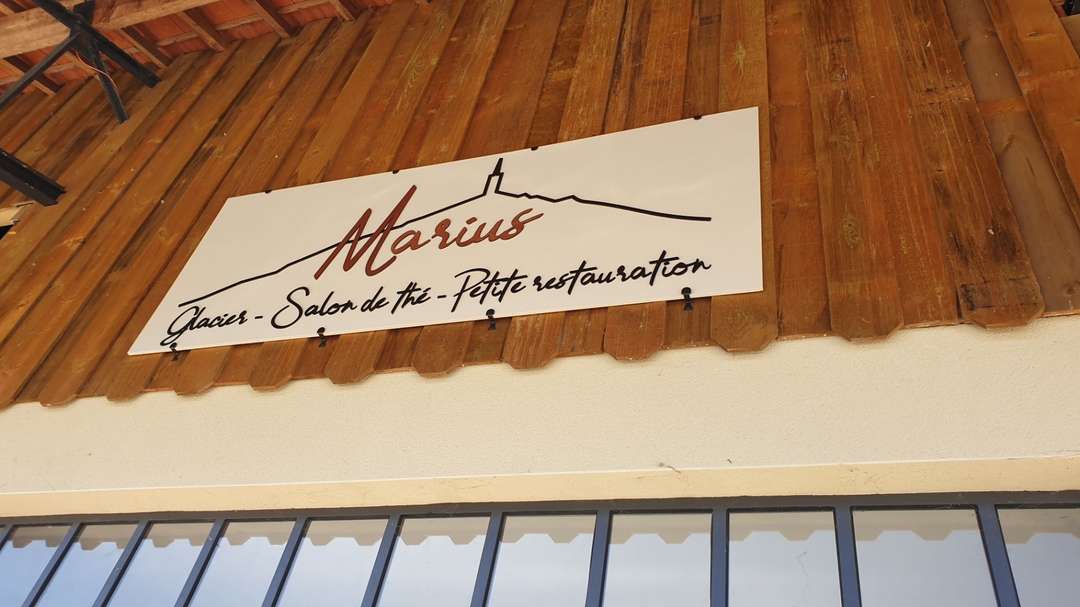 Marius
Glacier - Salon de thé - Petite restauration